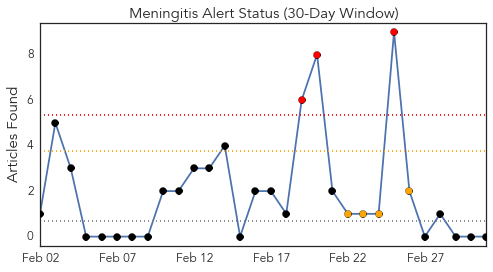 Meningitis Alert Status (30-Day Window)
Articles Found
8
6
4
2
0
Feb 02 Feb 07 Feb 12 Feb 17 Feb 22 Feb 27